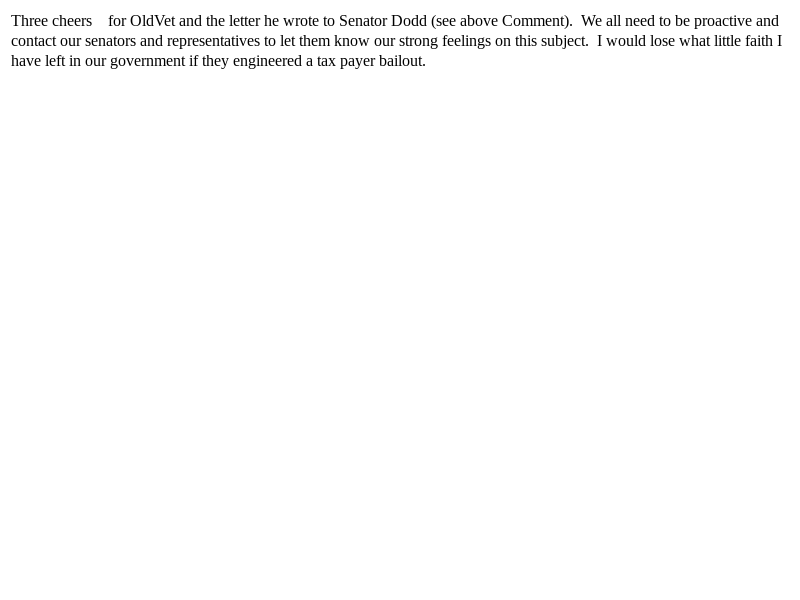 Three cheers    for OldVet and the letter he wrote to Senator Dodd (see above Comment).  We all need to be proactive and
contact our senators and representatives to let them know our strong feelings on this subject.  I would lose what little faith I
have left in our government if they engineered a tax payer bailout.